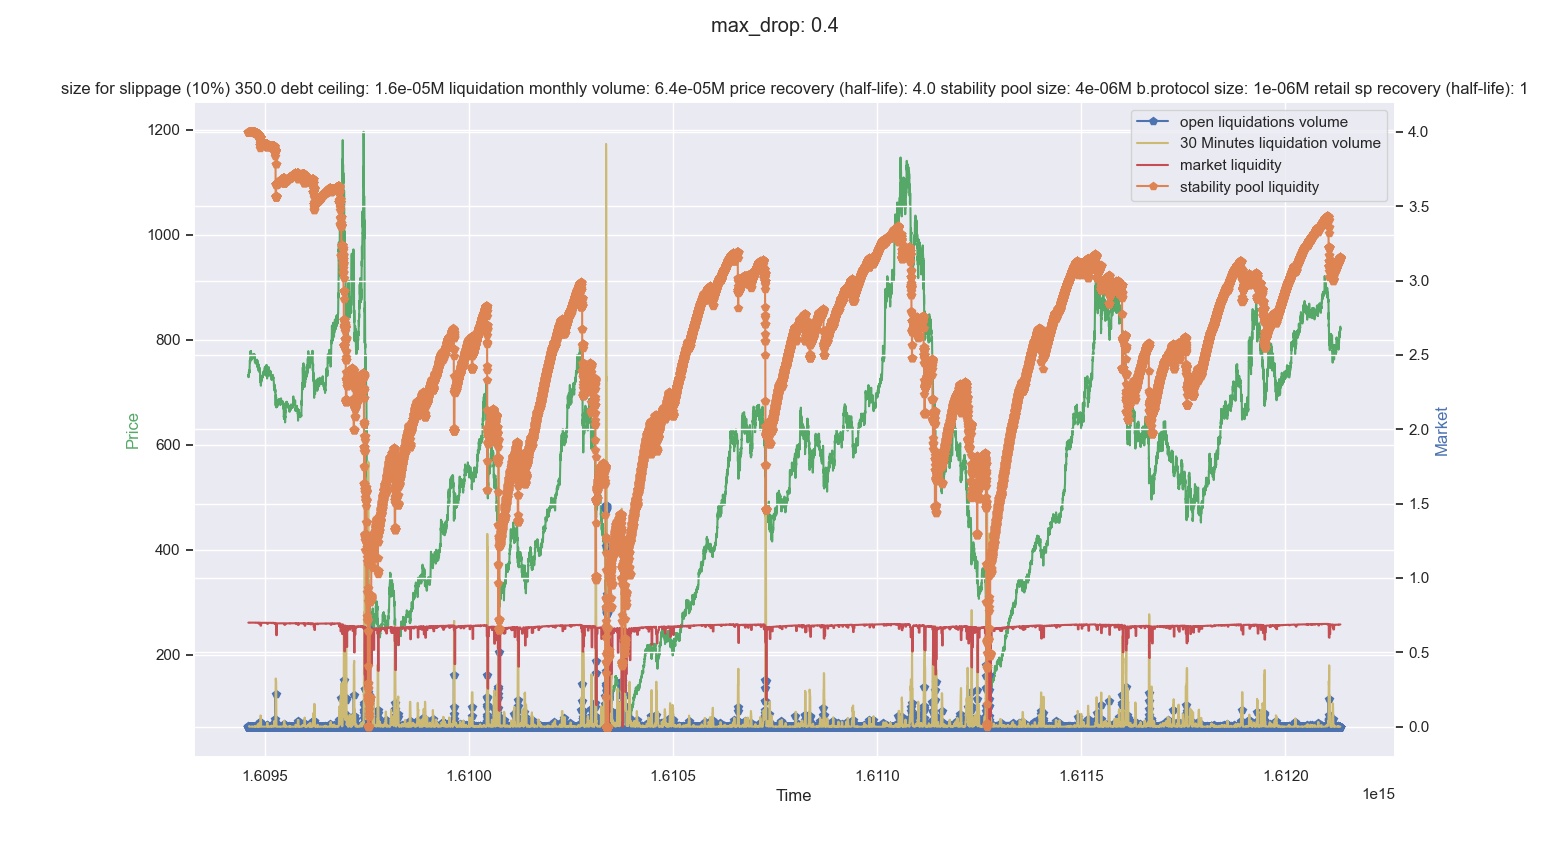 max_drop: 0.4
size for slippage (10%) 350.0 debt ceiling: 1.6e-05M liquidation monthly volume: 6.4e-05M price recovery (half-life): 4.0 stability pool size: 4e-06M b.protocol size: 1e-06M retail sp recovery (half-life): 1
open liquidations volume
30 Minutes liquidation volume
market liquidity
stability pool liquidity
1200
1000
800
600
400
200
Price
4.0
3.5
3.0
2.5
2.0
1.5
1.0
0.5
0.0
Market
1.6095
1.6100
1.6105
1.6110
1.6115
1.6120
Time
1e15